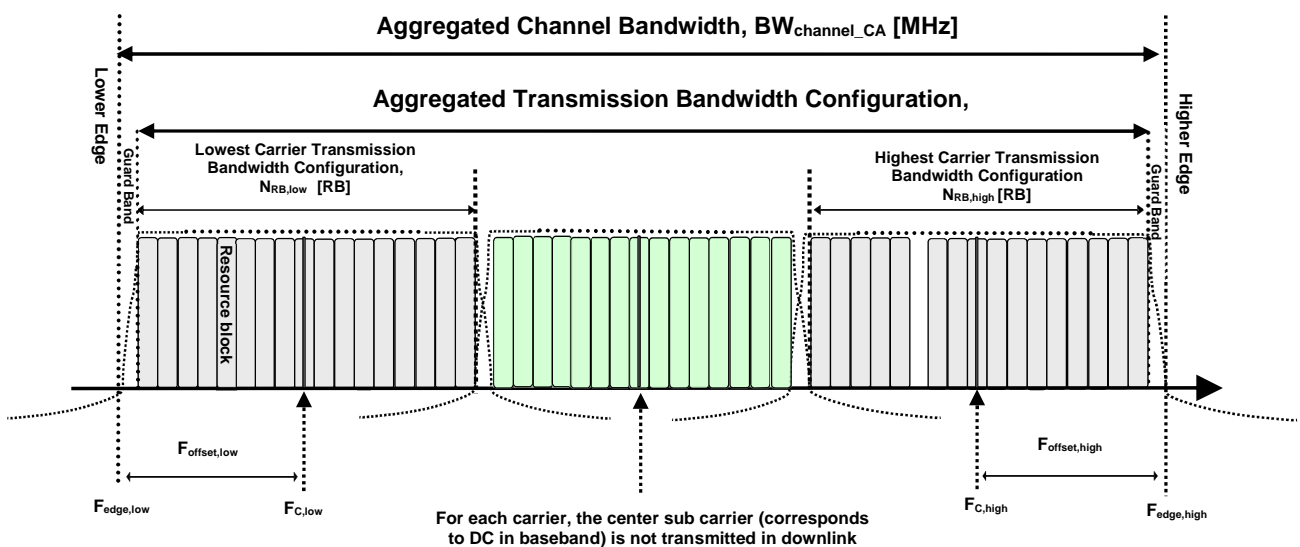 Aggregated Channel Bandwidth, BWchannel_CA [MHz]
Lower Edge
Higher Edge
Aggregated Transmission Bandwidth Configuration,
Guard Band
Lowest Carrier Transmission
Bandwidth Configuration,
NRB,low [RB]
Highest Carrier Transmission
Bandwidth Configuration
NRB,high [RB]
Guard Band
Resource block
Foffset,low
Foffset,high
Fedge,low
FC,low
FC,high
Fedge,high
For each carrier, the center sub carrier (corresponds
to DC in baseband) is not transmitted in downlink